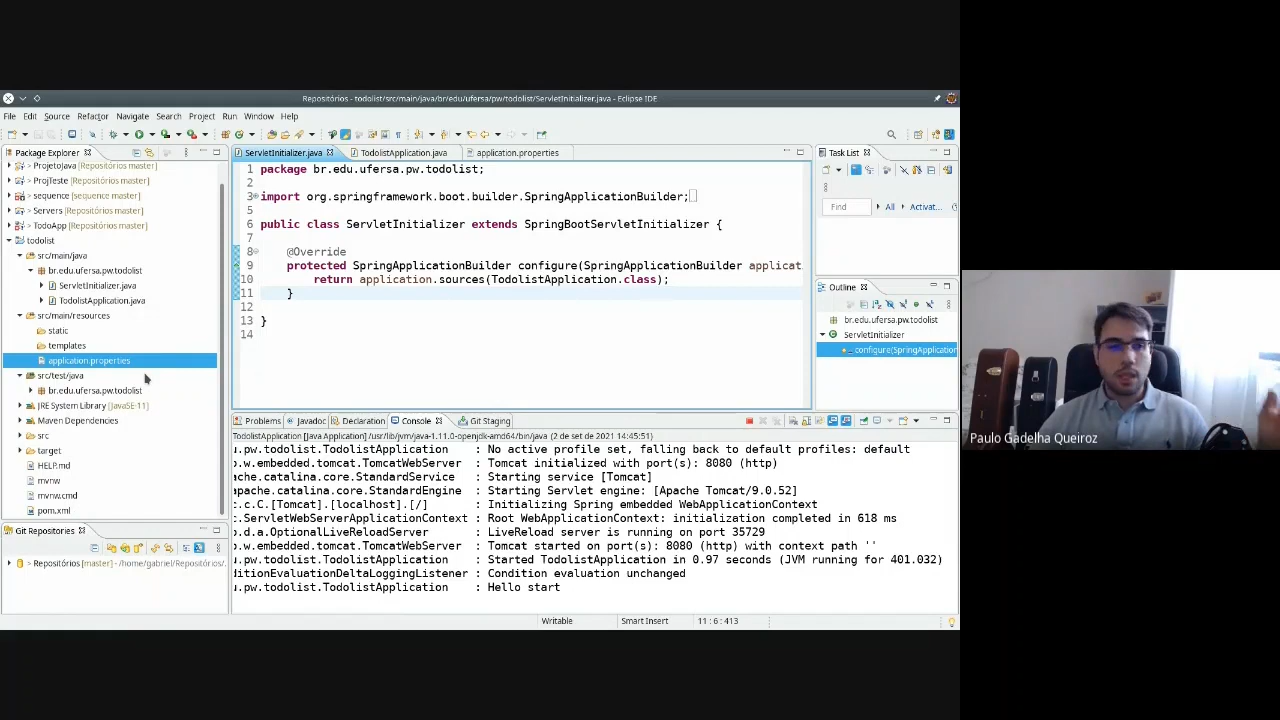 Repositórios - todolist/src/main/java/br/edu/ufersa/pw/todolist/ServletInitializer.java - Eclipse IDE
File Edit Source Refactor Navigate Search Project Run Window Help
Package Explorer
ProjetoJava [Repositórios master]
ProjTeste [Repositórios master]
sequence [sequence master]
Servers [Repositórios master]
TodoApp [Repositórios master]
todolist
src/main/java
br.edu.ufersa.pw.todolist
ServletInitializer.java
TodolistApplication.java
src/main/resources
static
templates
application.properties
src/test/java
br.edu.ufersa.pw.todolist
JRE System Library [JavaSE-11]
Maven Dependencies
src
target
HELP.md
mvnw
mvnw.cmd
pom.xml
Git Repositories
> Repositórios [master] - /home/gabriel/Repositórios/.
ServletInitializer.java TodolistApplication.java application.properties
1 package br.edu.ufersa.pw.todolist;
2
3 import org.springframework.boot.builder.SpringApplicationBuilder;
6 public class ServletInitializer extends SpringBootServletInitializer {
7
8 @Override
9 protected SpringApplicationBuilder configure(SpringApplicationBuilder applicat
10 return application.sources(TodolistApplication.class);
11 }
12
13 }
14
Problems Javadoc Declaration Console Git Staging
TodolistApplication [Java Application] /usr/lib/jvm/java-1.11.0-openjdk-amd64/bin/java (2 de set de 2021 14:45:51)
.pw.todolist.TodolistApplication : No active profile set, falling back to default profiles: default
.w.embedded.tomcat.TomcatWebServer : Tomcat initialized with port(s): 8080 (http)
ache.catalina.core.StandardService : Starting service [Tomcat]
apache.catalina.core.StandardEngine : Starting Servlet engine: [Apache Tomcat/9.0.52]
.c.C.[Tomcat].[localhost].[/] : Initializing Spring embedded WebApplicationContext
.c.ServletWebServerApplicationContext : Root WebApplicationContext: initialization completed in 618 ms
.d.a.OptionalLiveReloadServer : LiveReload server is running on port 35729
.w.embedded.tomcat.TomcatWebServer : Tomcat started on port(s): 8080 (http) with context path ''
.pw.todolist.TodolistApplication : Started TodolistApplication in 0.97 seconds (JVM running for 401.032)
ditionEvaluationDeltaLoggingListener : Condition evaluation unchanged
.pw.todolist.TodolistApplication : Hello start
Writable Smart Insert 11 : 6 : 413
Task List
Find All Activat...
Outline
br.edu.ufersa.pw.todolist
ServletInitializer
configure(SpringApplication
Paulo Gadelha Queiroz